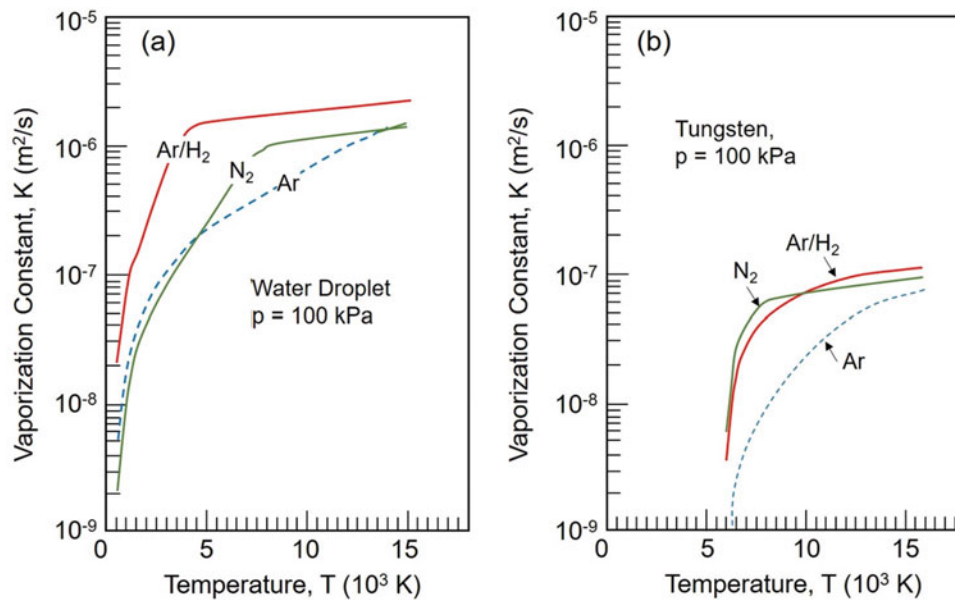 (a)
10^-5
10^-6
10^-7
10^-8
10^-9
Vaporization Constant, K (m²/s)
Ar/H₂
N₂
Ar
Water Droplet
p = 100 kPa
0 5 10 15
Temperature, T (10³ K)
(b)
10^-5
10^-6
10^-7
10^-8
10^-9
Vaporization Constant, K (m²/s)
Tungsten,
p = 100 kPa
Ar/H₂
N₂
Ar
0 5 10 15
Temperature, T (10³ K)